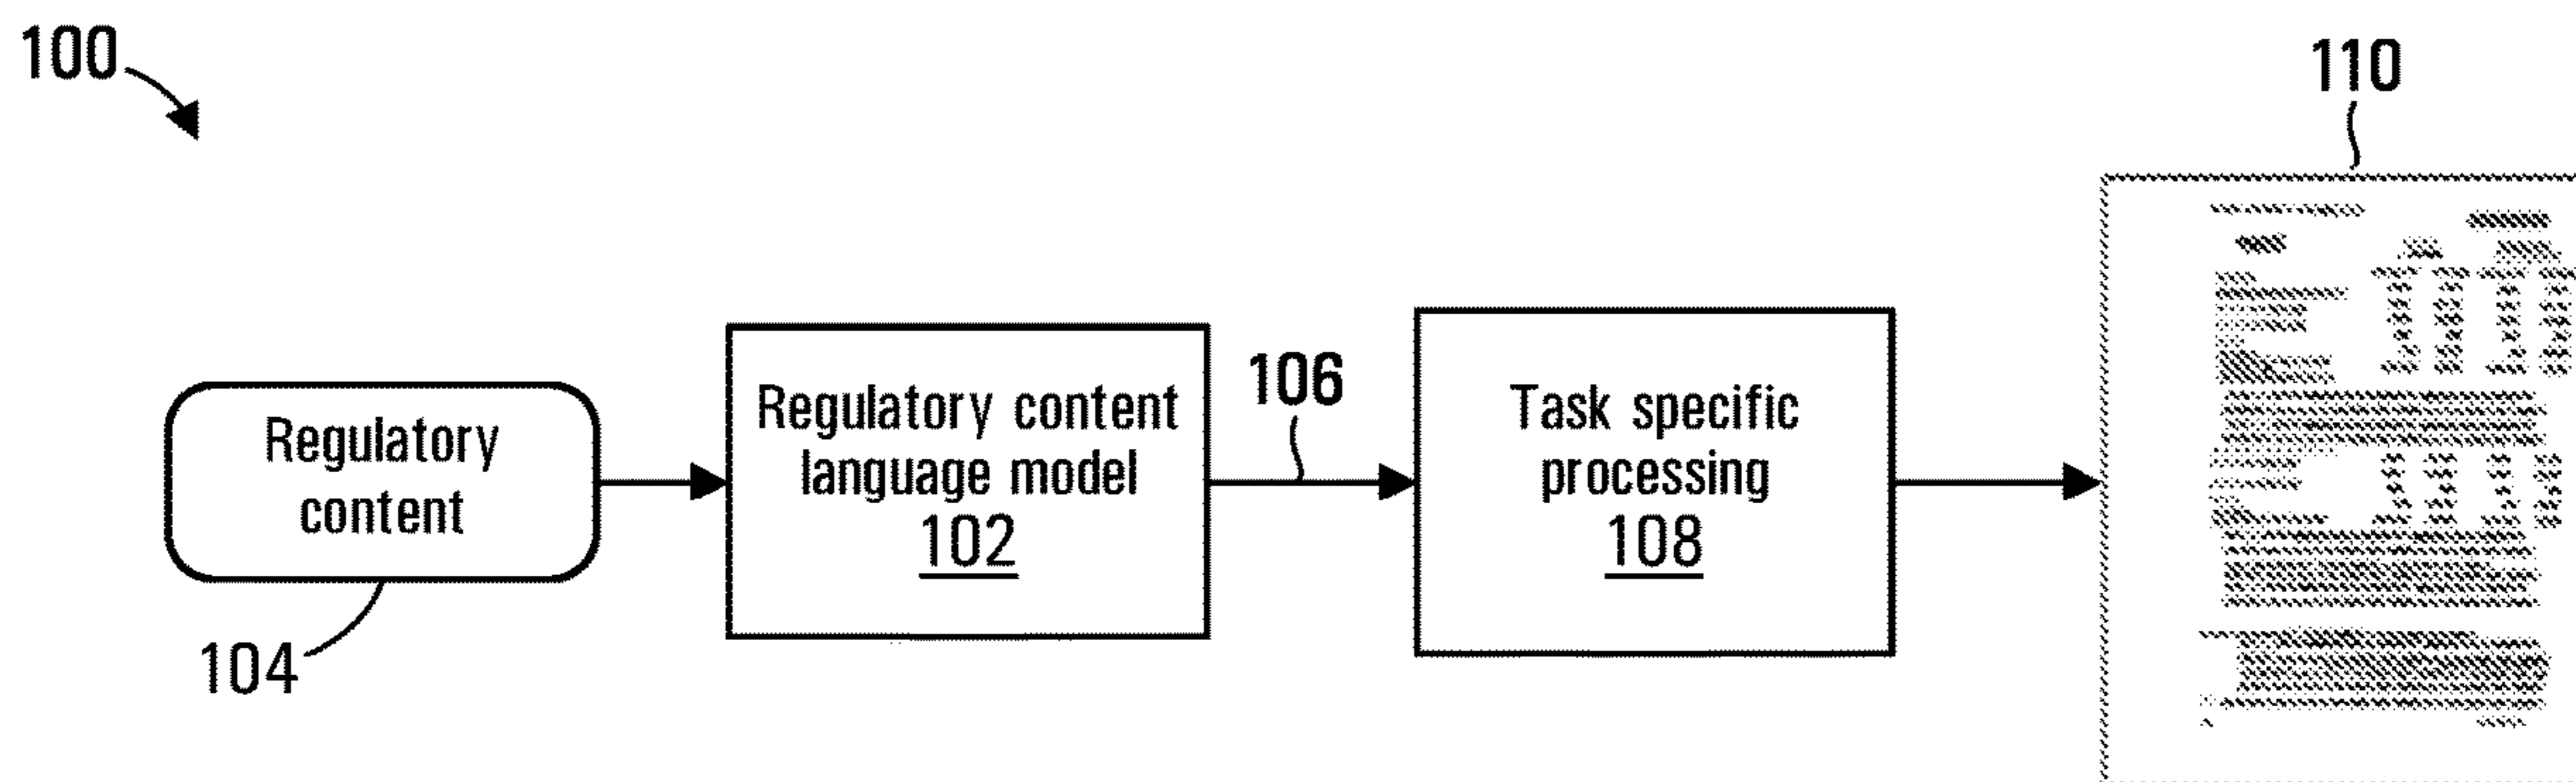 100
110
Regulatory
content
104
Regulatory content
language model
102
106
Task specific
processing
108